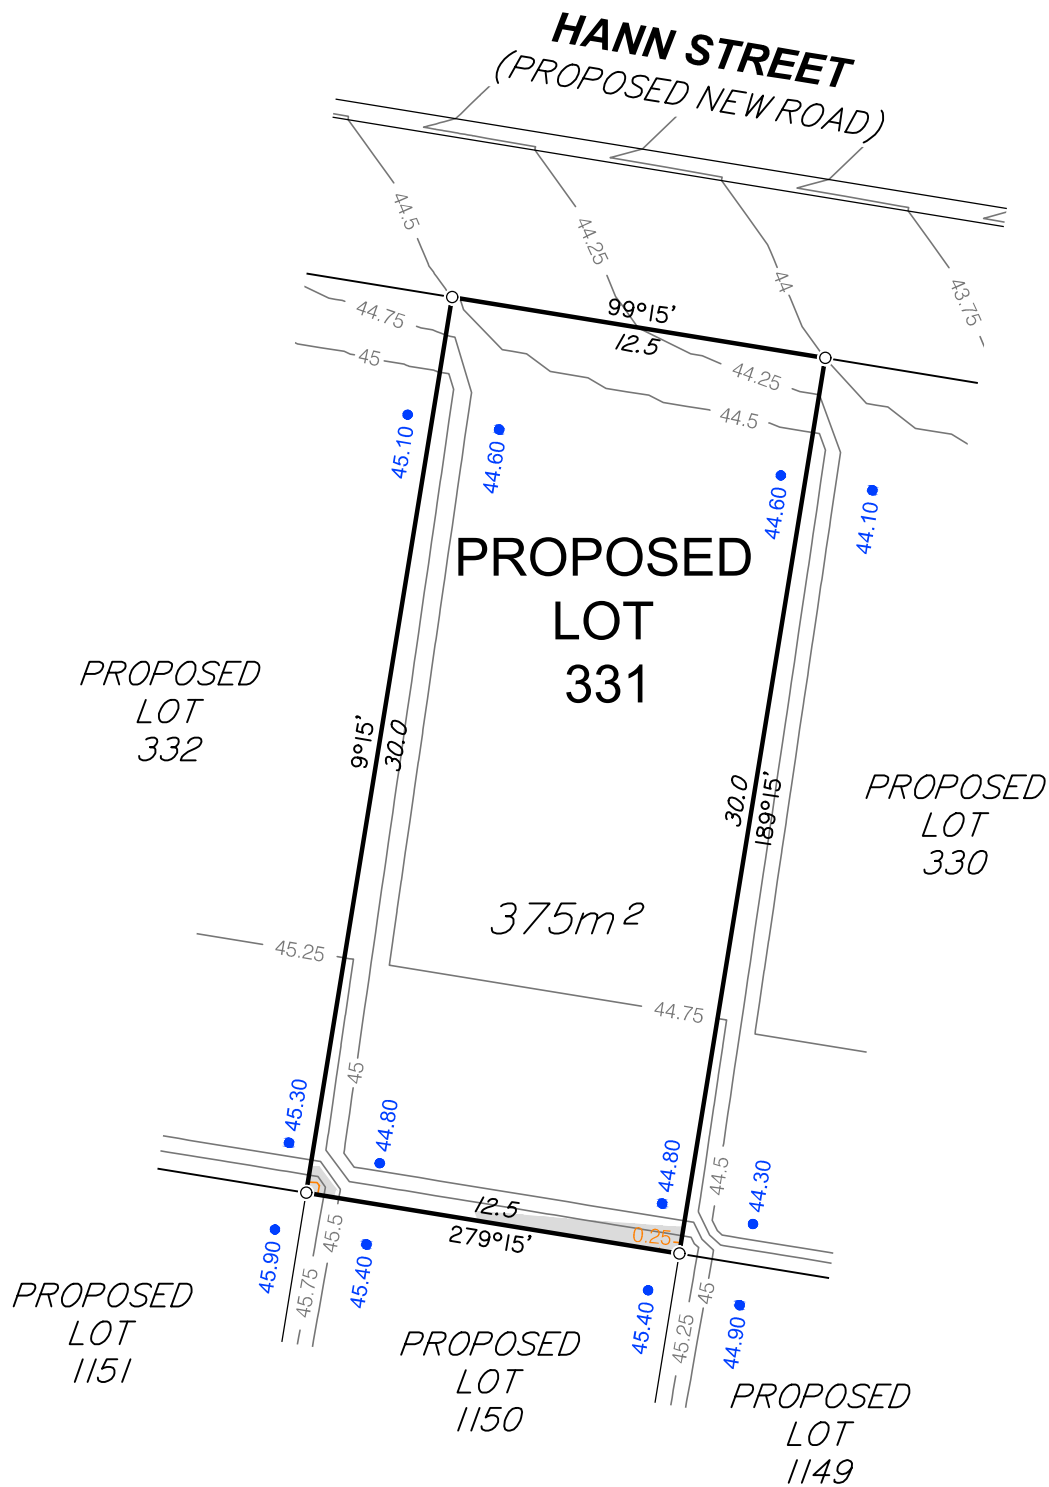 HANN STREET
(PROPOSED NEW ROAD)
44.5
44.25
44
43.75
99°15'
12.5
44.75
45
44.25
44.5
45.10
44.60
44.60
44.10
PROPOSED
LOT
331
PROPOSED
LOT
332
9°15'
30.0
30.0
189°15'
PROPOSED
LOT
330
375m²
45.25
44.75
45
45.30
44.80
44.80
44.5
44.30
12.5
279°15'
0.25
45.5
45.75
45.90
45.40
45.40
45
45.25
44.90
PROPOSED
LOT
1151
PROPOSED
LOT
1150
PROPOSED
LOT
1149